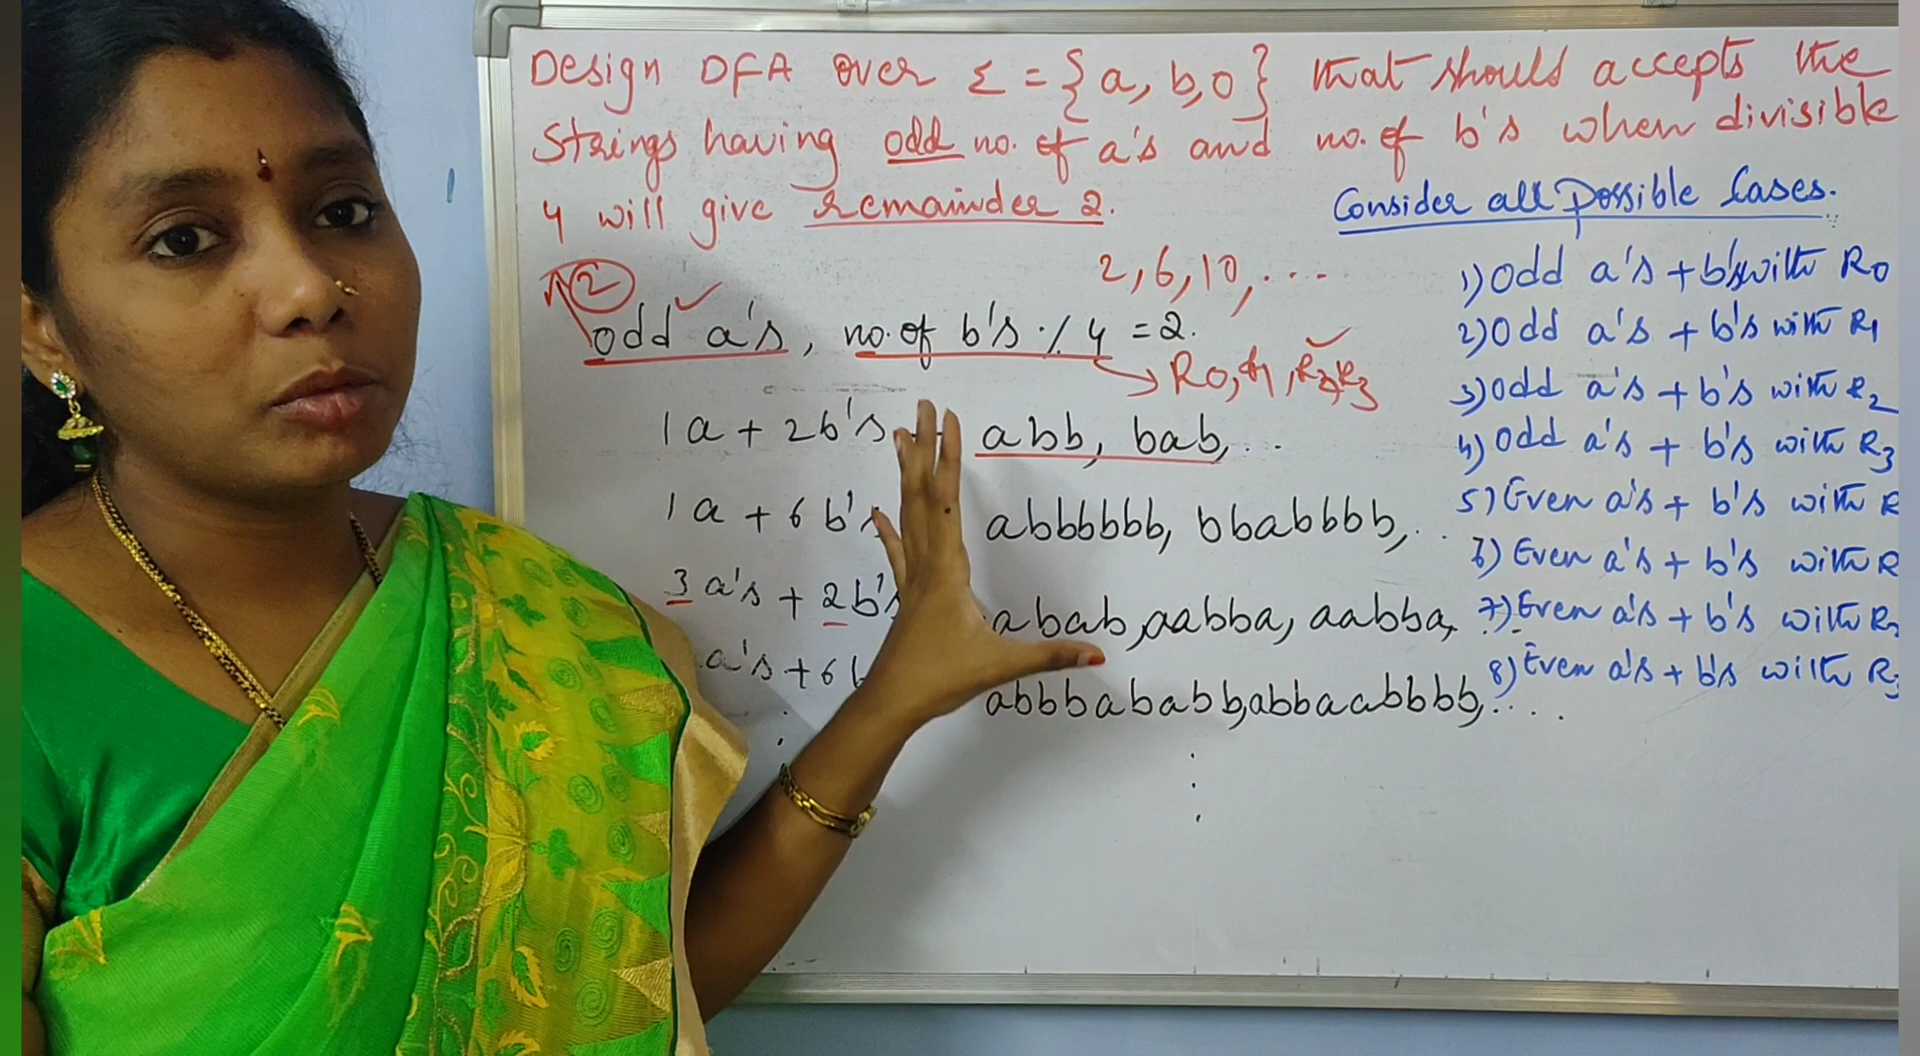 Design DFA over Σ = {a, b, 0} that should accepts the
Strings having odd no. of a's and no. of b's when divisible
4 will give remainder 2.
Consider all possible Cases.
2
2, 6, 10, ...
odd a's, no. of b's % 4 = 2.
R0, R1, R2, R3
1a + 2b's abb, bab, ...
1a + 6 b's abbbbbb, bbabbbb, ..
3 a's + 2b's abab, aabba, aabba, ..
a's + 6b abbbababb, abbaabbbb, ....
1) Odd a's + b's with R0
2) Odd a's + b's with R1
3) Odd a's + b's with R2
4) Odd a's + b's with R3
5) Even a's + b's with R
6) Even a's + b's with R
7) Even a's + b's with R2
8) Even a's + b's with R3